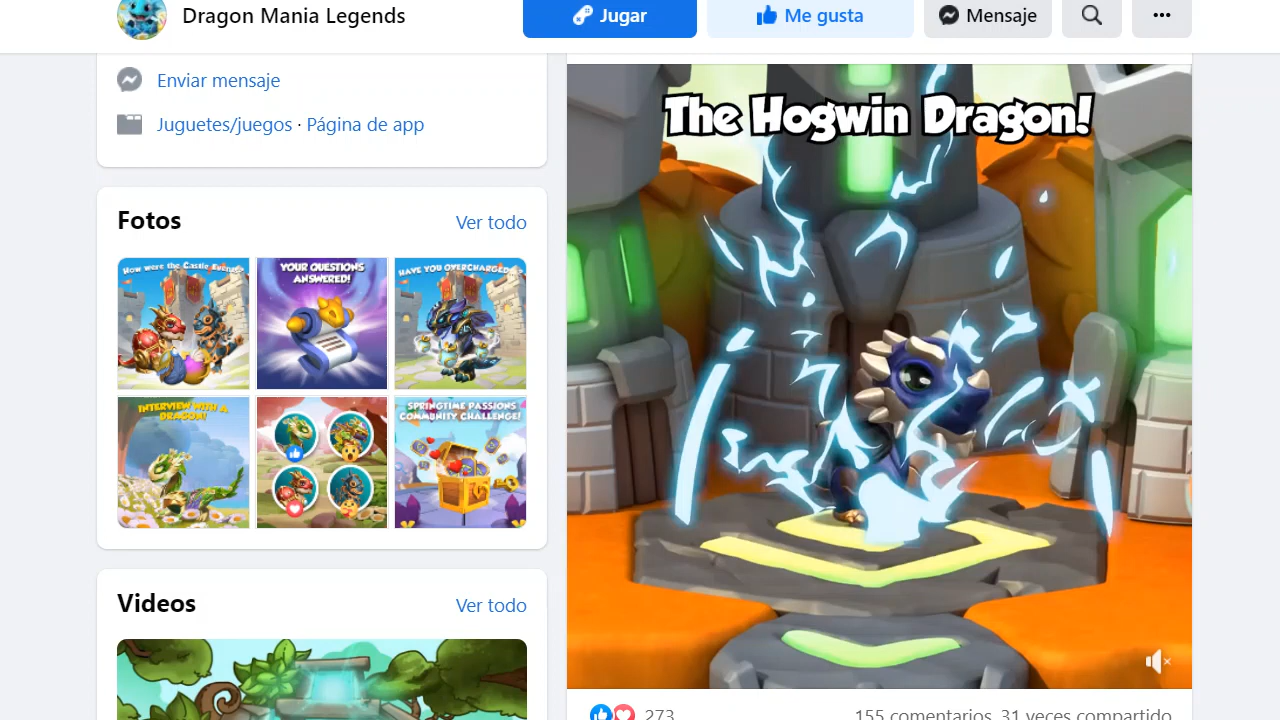 Dragon Mania Legends
Jugar
Me gusta
Mensaje
Enviar mensaje
Juguetes/juegos · Página de app
Fotos
Ver todo
How were the Castle Events
YOUR QUESTIONS
ANSWERED!
HAVE YOU OVERCHARGED
INTERVIEW WITH A
DRAGON!
SPRINGTIME PASSIONS
COMMUNITY CHALLENGE!
Videos
Ver todo
The Hogwin Dragon!
273
155 comentarios 31 veces compartido